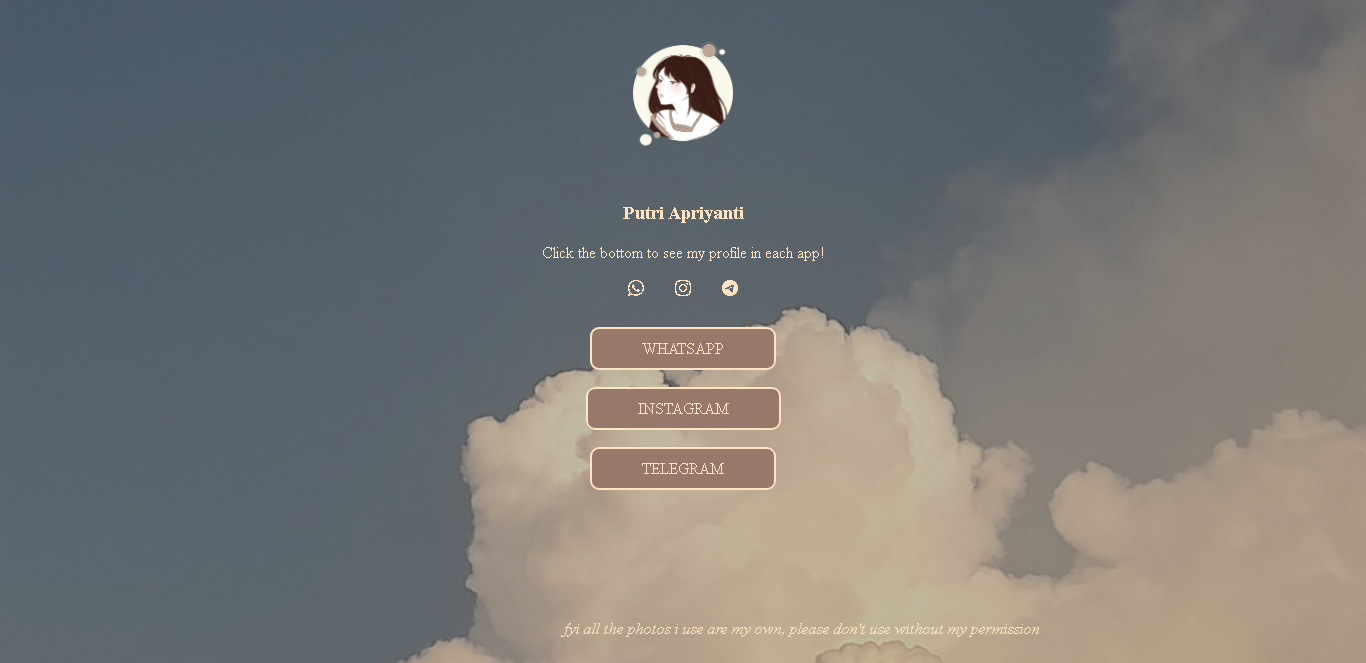 Putri Apriyanti
Click the bottom to see my profile in each app!
WHATSAPP
INSTAGRAM
TELEGRAM
fyi all the photos i use are my own, please don't use without my permission